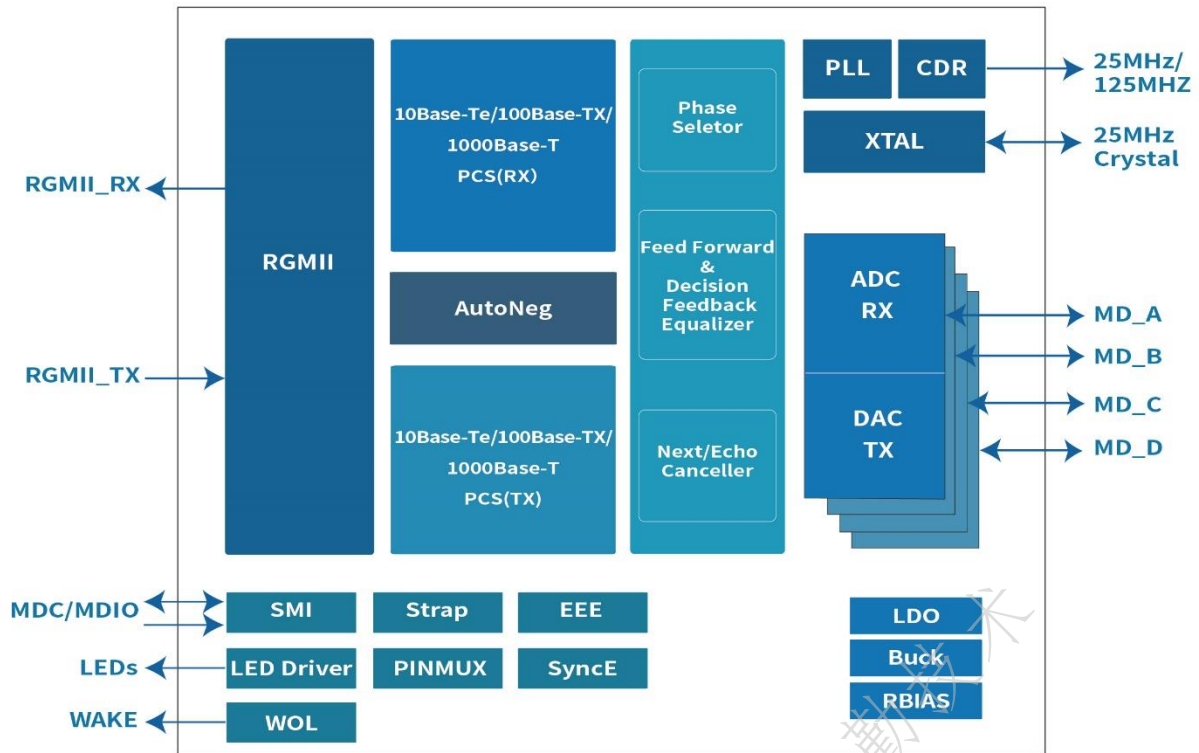 RGMII_RX
RGMII_TX
RGMII
10Base-Te/100Base-TX/
1000Base-T
PCS(RX)
AutoNeg
10Base-Te/100Base-TX/
1000Base-T
PCS(TX)
Phase
Seletor
Feed Forward
&
Decision
Feedback
Equalizer
Next/Echo
Canceller
PLL
CDR
25MHz/
125MHZ
XTAL
25MHz
Crystal
ADC
RX
DAC
TX
MD_A
MD_B
MD_C
MD_D
MDC/MDIO
SMI
Strap
EEE
LEDs
LED Driver
PINMUX
SyncE
WAKE
WOL
LDO
Buck
RBIAS
勤技术